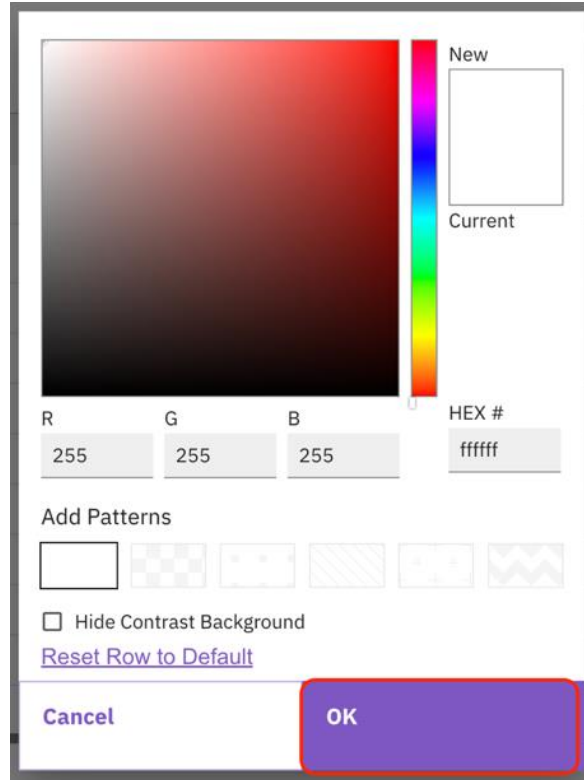 New
Current
R G B HEX #
255 255 255 ffffff
Add Patterns
Hide Contrast Background
Reset Row to Default
Cancel OK